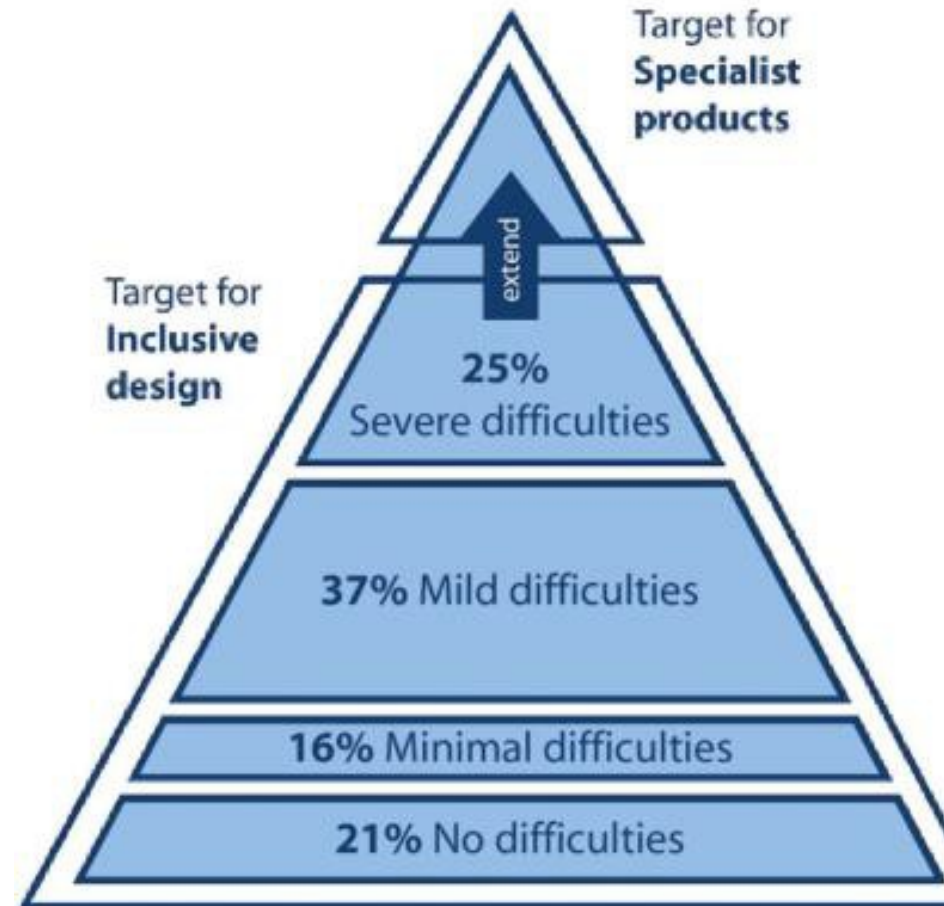 Target for
Specialist
products
extend
Target for
Inclusive
design
25%
Severe difficulties
37% Mild difficulties
16% Minimal difficulties
21% No difficulties